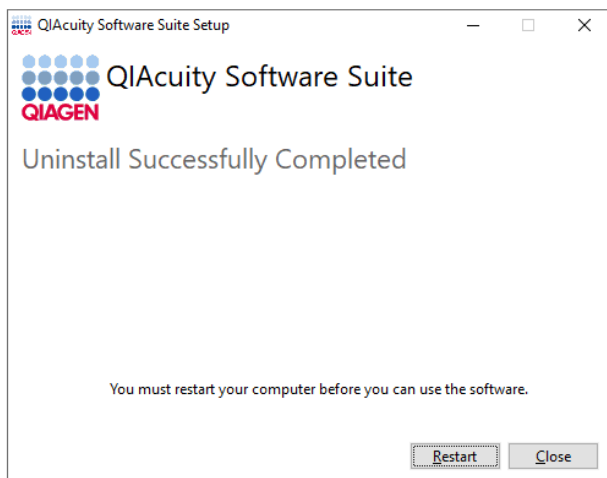 QIAcuity Software Suite Setup
QIAcuity Software Suite
QIAGEN
Uninstall Successfully Completed
You must restart your computer before you can use the software.
Restart Close